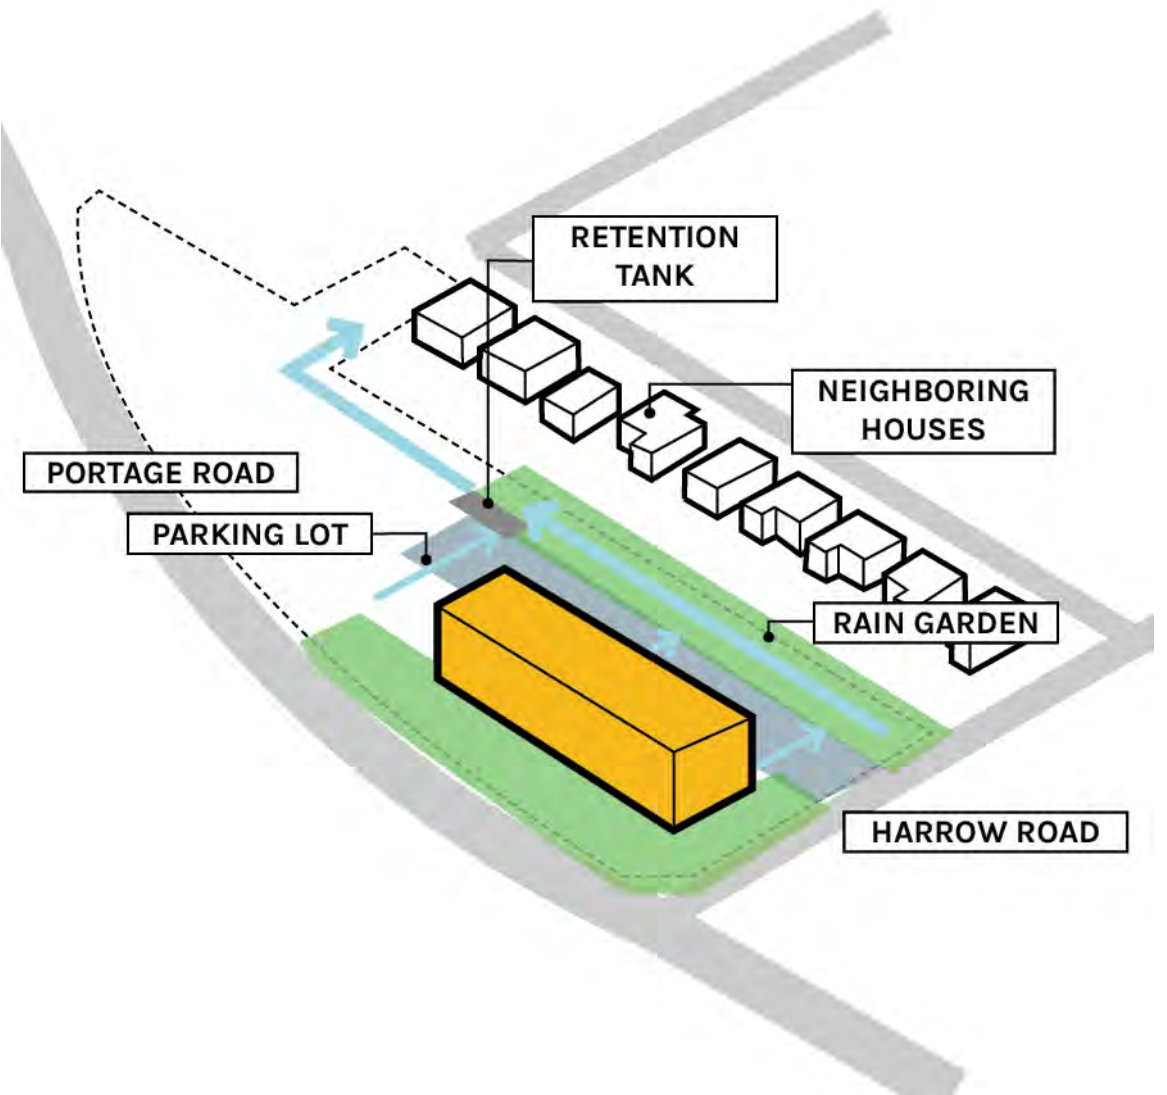 RETENTION
TANK
NEIGHBORING
HOUSES
PORTAGE ROAD
PARKING LOT
RAIN GARDEN
HARROW ROAD